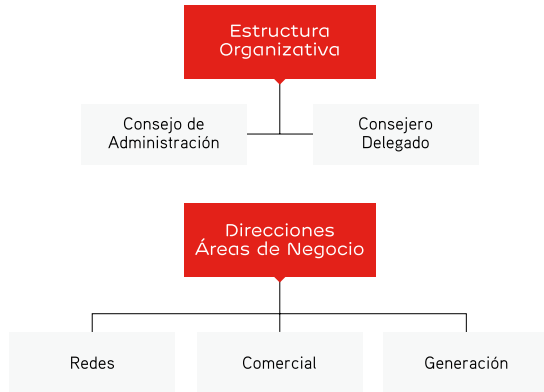 Estructura
Organizativa
Consejo de
Administración
Consejero
Delegado
Direcciones
Áreas de Negocio
Redes
Comercial
Generación